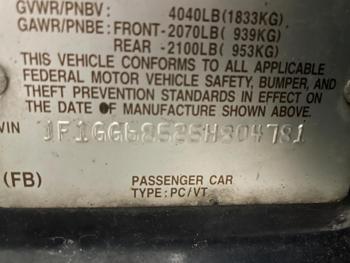 GVWR/PNBV: 4040LB(1833KG)
GAWR/PNBE: FRONT-2070LB( 939KG)
REAR -2100LB( 953KG)
THIS VEHICLE CONFORMS TO ALL APPLICABLE
FEDERAL MOTOR VEHICLE SAFETY, BUMPER, AND
THEFT PREVENTION STANDARDS IN EFFECT ON
THE DATE OF MANUFACTURE SHOWN ABOVE.
VIN
(FB)
PASSENGER CAR
TYPE:PC/VT